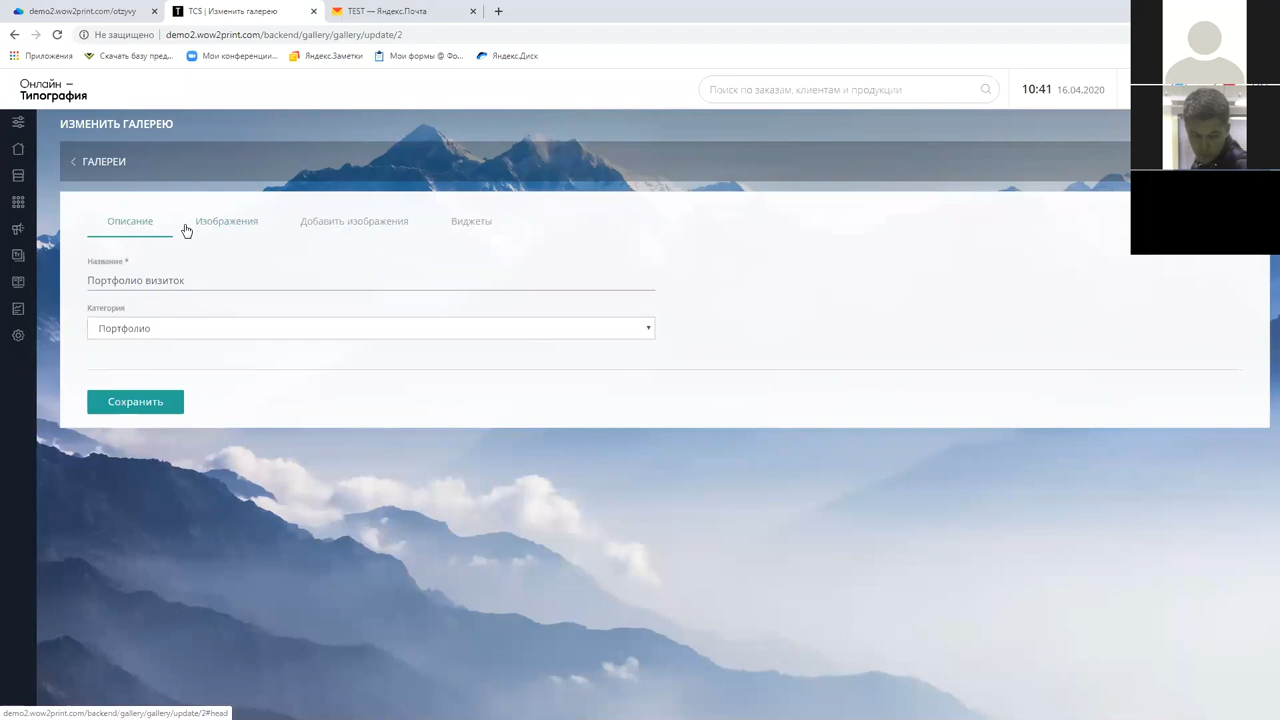 demo2.wow2print.com/otzyvy
TCS | Изменить галерею
TEST — Яндекс.Почта
Не защищено
demo2.wow2print.com/backend/gallery/gallery/update/2
Приложения
Скачать базу пред...
Мои конференции...
Яндекс.Заметки
Мои формы @ Фо...
Яндекс.Диск
Онлайн –
Типография
Поиск по заказам, клиентам и продукции
10:41 16.04.2020
ИЗМЕНИТЬ ГАЛЕРЕЮ
ГАЛЕРЕИ
Описание
Изображения
Добавить изображения
Виджеты
Название *
Портфолио визиток
Категория
Портфолио
Сохранить
demo2.wow2print.com/backend/gallery/gallery/update/2#head